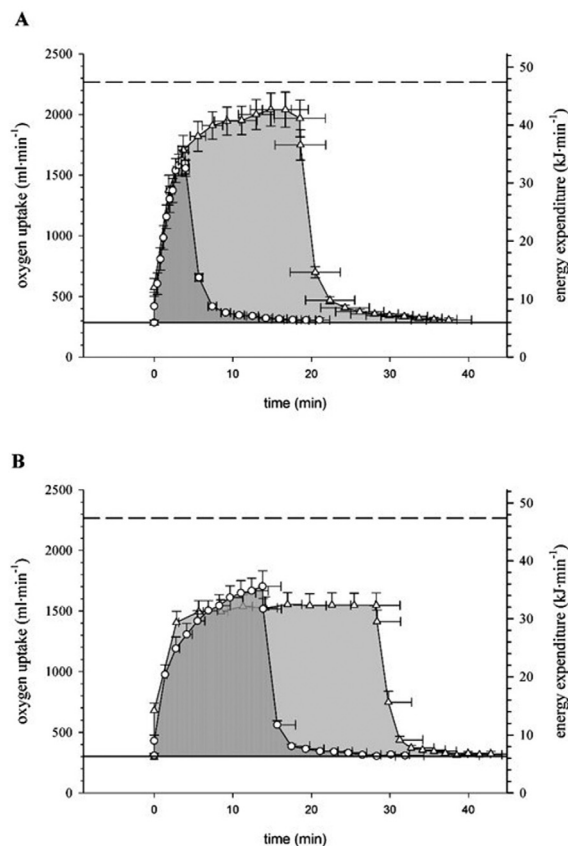 A
2500
2000
1500
1000
500
0
oxygen uptake (ml·min⁻¹)
50
40
30
20
10
0
energy expenditure (kJ·min⁻¹)
0 10 20 30 40
time (min)
B
2500
2000
1500
1000
500
0
oxygen uptake (ml·min⁻¹)
50
40
30
20
10
0
energy expenditure (kJ·min⁻¹)
0 10 20 30 40
time (min)